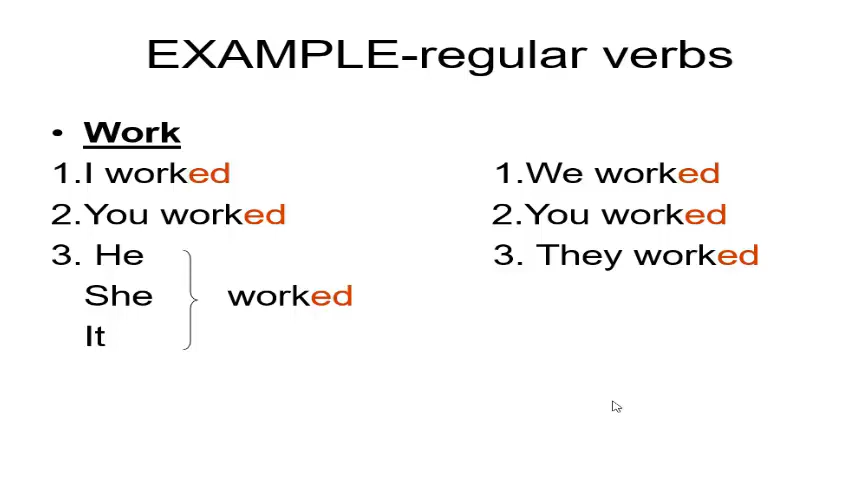 EXAMPLE-regular verbs
• Work
1.I worked
2.You worked
3. He
She
It
worked
1.We worked
2.You worked
3. They worked